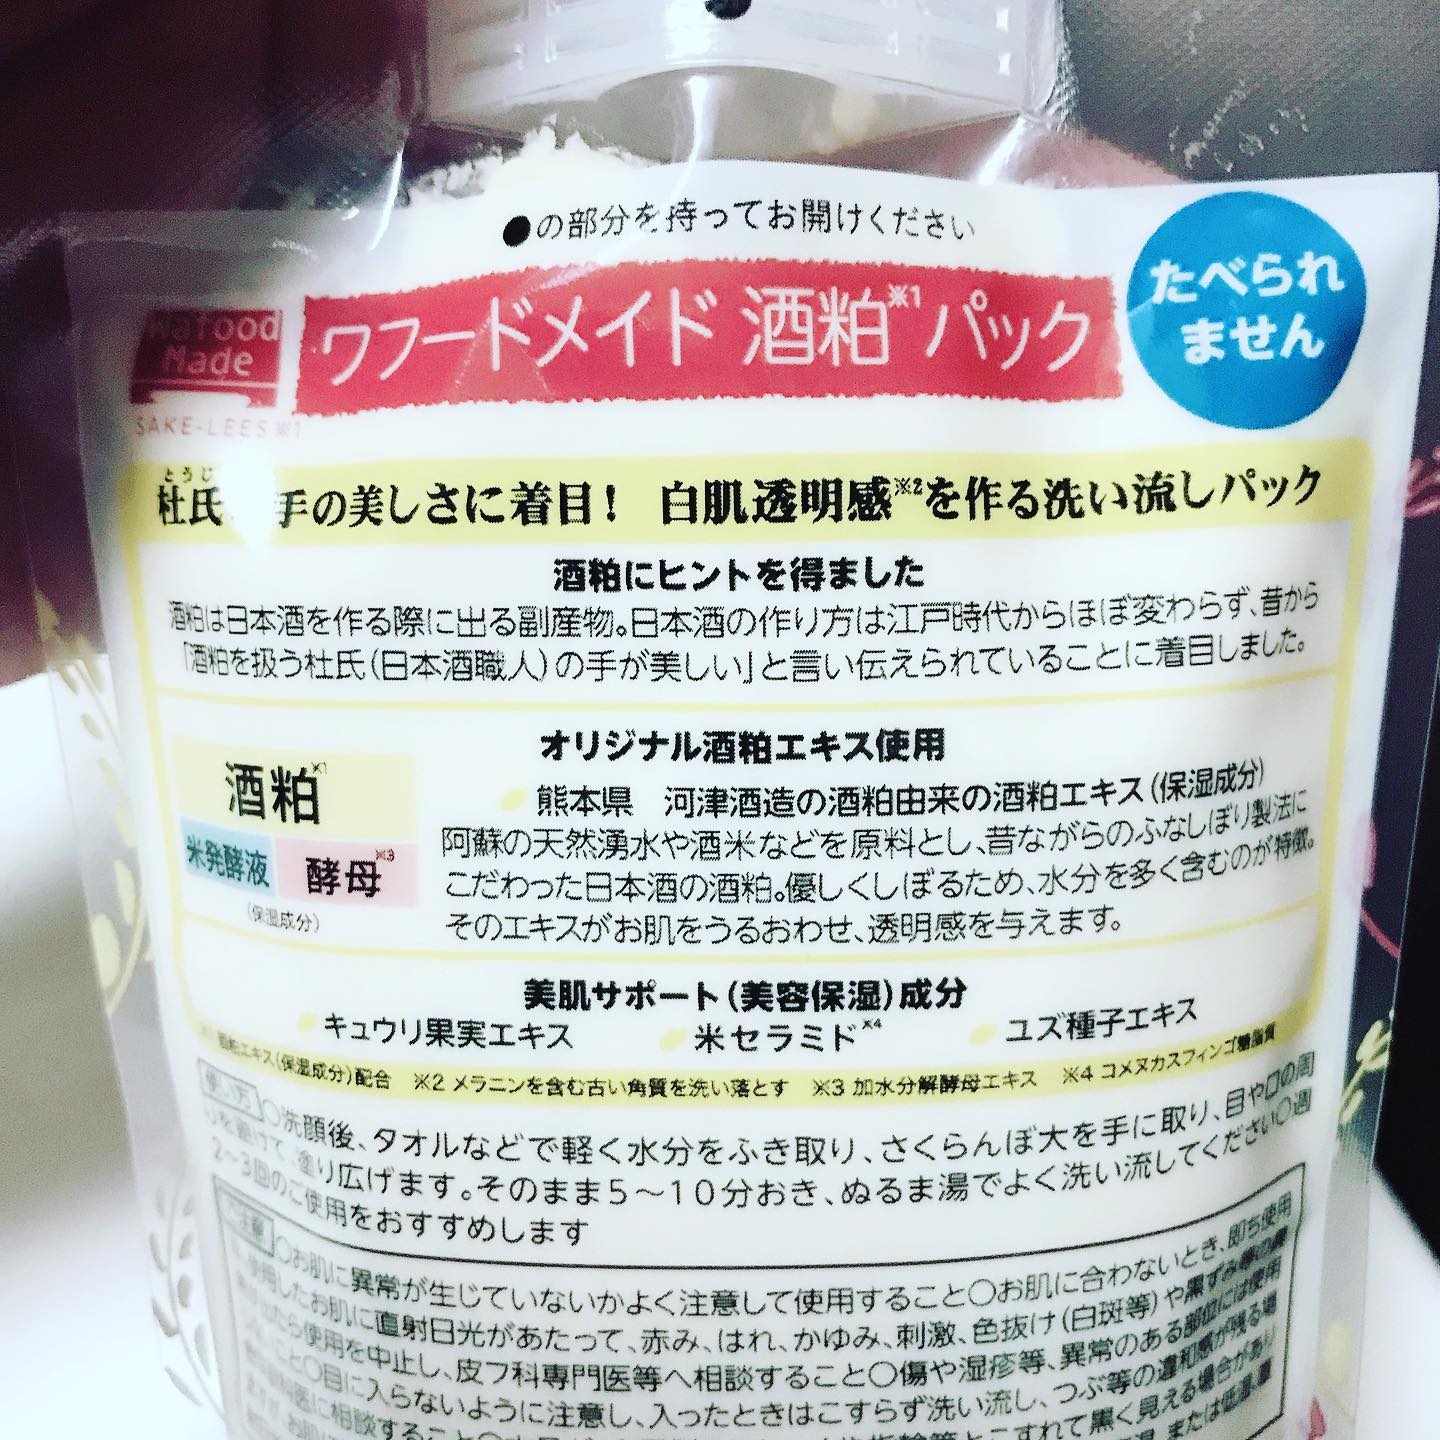 ●の部分を持ってお開けください
たべられ
ません
Wafood
Made
SAKE-LEES※1
ワフードメイド 酒粕※1パック
とうじ
杜氏 手の美しさに着目! 白肌透明感※2を作る洗い流しパック
酒粕にヒントを得ました
酒粕は日本酒を作る際に出る副産物。日本酒の作り方は江戸時代からほぼ変わらず、昔から
「酒粕を扱う杜氏(日本酒職人)の手が美しい」と言い伝えられていることに着目しました。
酒粕※1
米発酵液
酵母※3
(保湿成分)
オリジナル酒粕エキス使用
熊本県 河津酒造の酒粕由来の酒粕エキス(保湿成分)
阿蘇の天然湧水や酒米などを原料とし、昔ながらのふなしぼり製法に
こだわった日本酒の酒粕。優しくしぼるため、水分を多く含むのが特徴。
そのエキスがお肌をうるおわせ、透明感を与えます。
美肌サポート(美容保湿)成分
キュウリ果実エキス 米セラミド※4 ユズ種子エキス
※1 酒粕エキス(保湿成分)配合 ※2 メラニンを含む古い角質を洗い落とす ※3 加水分解酵母エキス ※4 コメヌカスフィンゴ糖脂質
使い方 ○洗顔後、タオルなどで軽く水分をふき取り、さくらんぼ大を手に取り、目や口の周
りを避けて、塗り広げます。そのまま5〜10分おき、ぬるま湯でよく洗い流してください○週
2〜3回のご使用をおすすめします
ご注意 ○お肌に異常が生じていないかよく注意して使用すること○お肌に合わないとき、即ち使用
使用したお肌に直射日光があたって、赤み、はれ、かゆみ、刺激、色抜け(白斑等)や黒ずみ等の
使用を中止し、皮フ科専門医等へ相談すること○傷や湿疹等、異常のある部位には使用
こと○目に入らないように注意し、入ったときはこすらず洗い流し、つぶ等の違和感が残る場
医に相談すること
こすれて黒く見える場合があり
または低温、